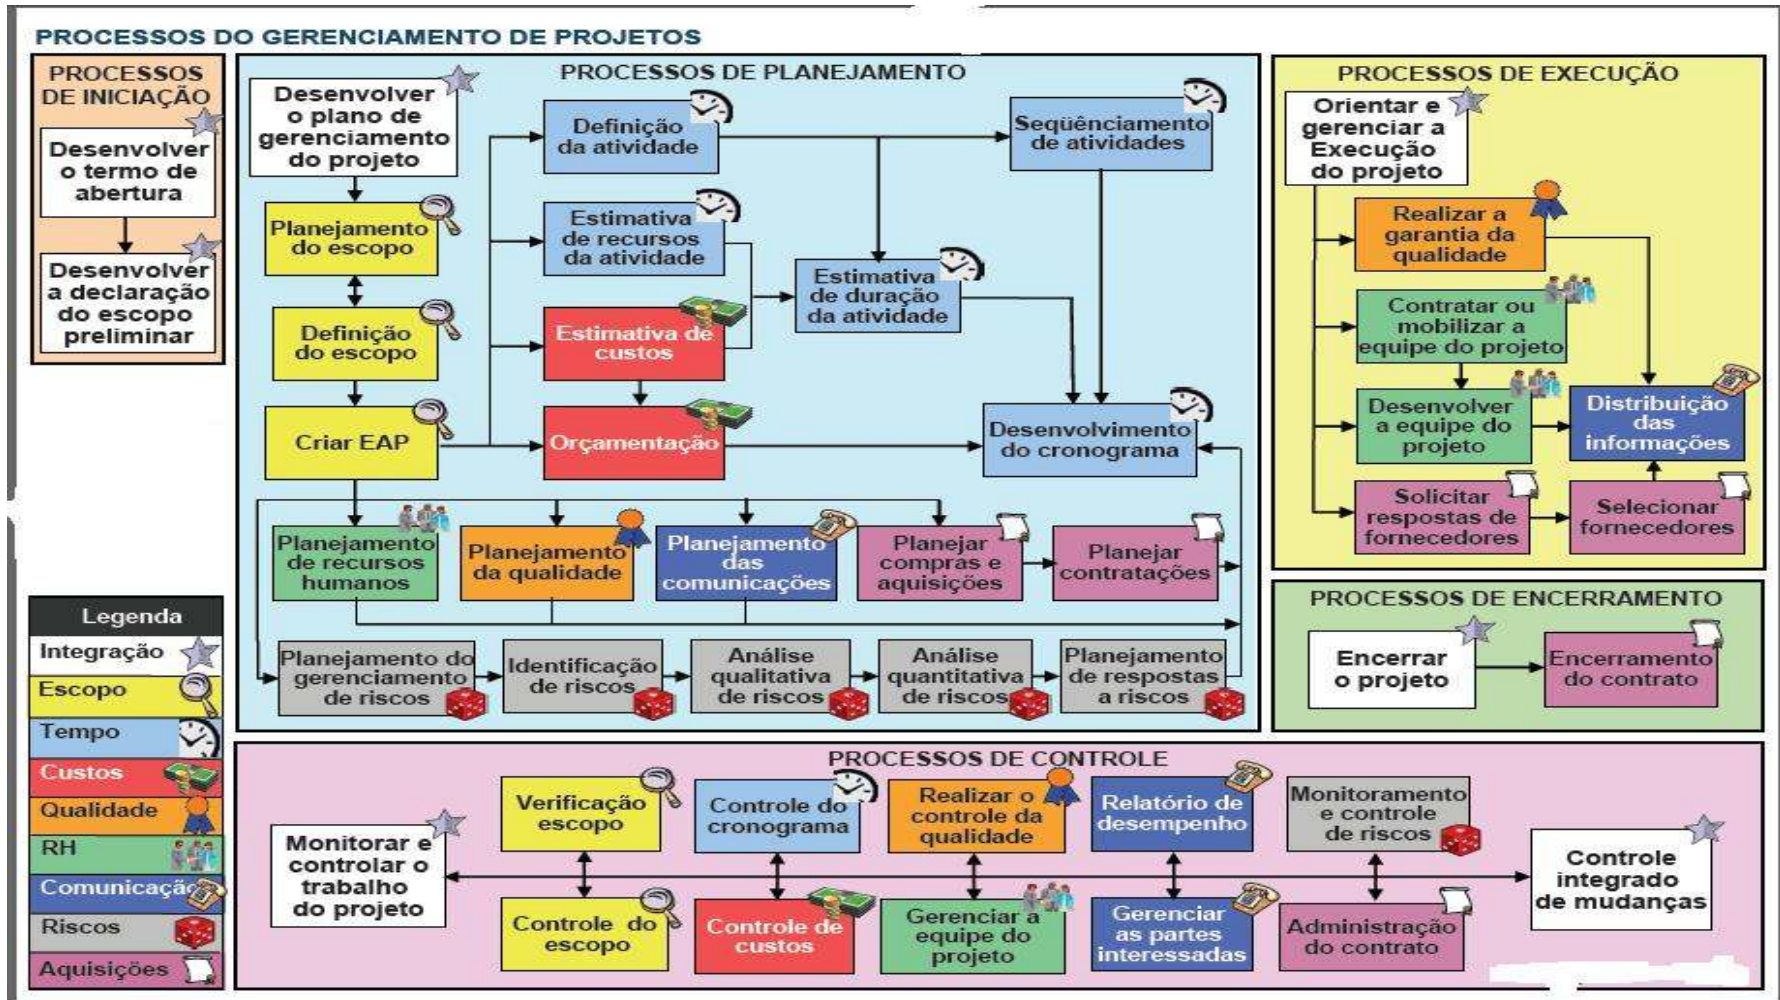 PROCESSOS DO GERENCIAMENTO DE PROJETOS
PROCESSOS
DE INICIAÇÃO
Desenvolver
o termo de
abertura
Desenvolver
a declaração
do escopo
preliminar
PROCESSOS DE PLANEJAMENTO
Desenvolver
o plano de
gerenciamento
do projeto
Planejamento
do escopo
Definição
do escopo
Criar EAP
Definição
da atividade
Estimativa
de recursos
da atividade
Estimativa de
custos
Orçamentação
Estimativa
de duração
da atividade
Seqüênciamento
de atividades
Desenvolvimento
do cronograma
Planejamento
de recursos
humanos
Planejamento
da qualidade
Planejamento
das
comunicações
Planejar
compras e
aquisições
Planejar
contratações
Planejamento do
gerenciamento
de riscos
Identificação
de riscos
Análise
qualitativa
de riscos
Análise
quantitativa
de riscos
Planejamento
de respostas
a riscos
PROCESSOS DE EXECUÇÃO
Orientar e
gerenciar a
Execução
do projeto
Realizar a
garantia da
qualidade
Contratar ou
mobilizar a
equipe do projeto
Desenvolver
a equipe do
projeto
Distribuição
das
informações
Solicitar
respostas de
fornecedores
Selecionar
fornecedores
PROCESSOS DE ENCERRAMENTO
Encerrar
o projeto
Encerramento
do contrato
Legenda
Integração
Escopo
Tempo
Custos
Qualidade
RH
Comunicação
Riscos
Aquisições
PROCESSOS DE CONTROLE
Monitorar e
controlar o
trabalho
do projeto
Verificação
escopo
Controle do
cronograma
Realizar o
controle da
qualidade
Relatório de
desempenho
Monitoramento
e controle
de riscos
Controle do
escopo
Controle de
custos
Gerenciar a
equipe do
projeto
Gerenciar
as partes
interessadas
Administração
do contrato
Controle
integrado
de mudanças